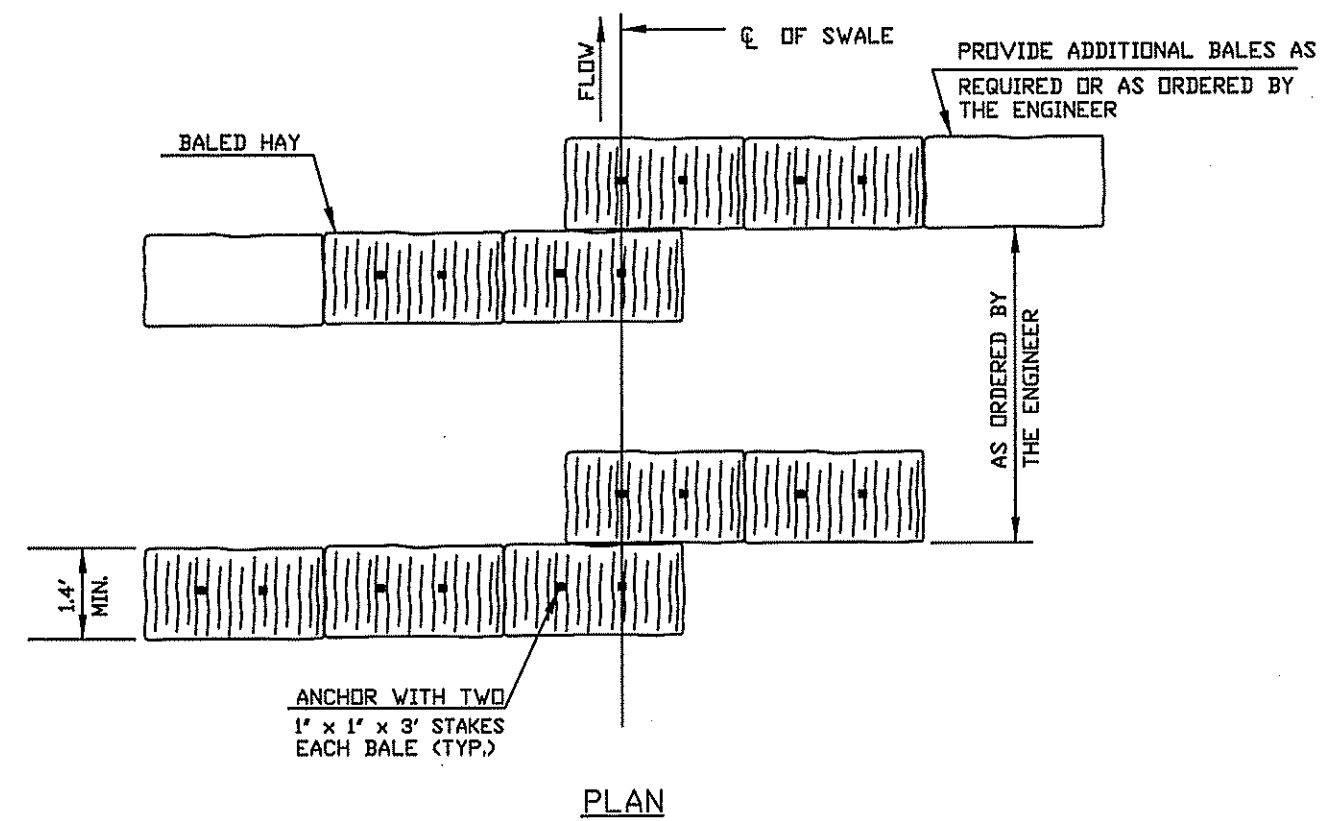 ℄ OF SWALE
FLOW
PROVIDE ADDITIONAL BALES AS
REQUIRED OR AS ORDERED BY
THE ENGINEER
BALED HAY
AS ORDERED BY
THE ENGINEER
1.4'
MIN.
ANCHOR WITH TWO
1" x 1" x 3' STAKES
EACH BALE (TYP.)
PLAN